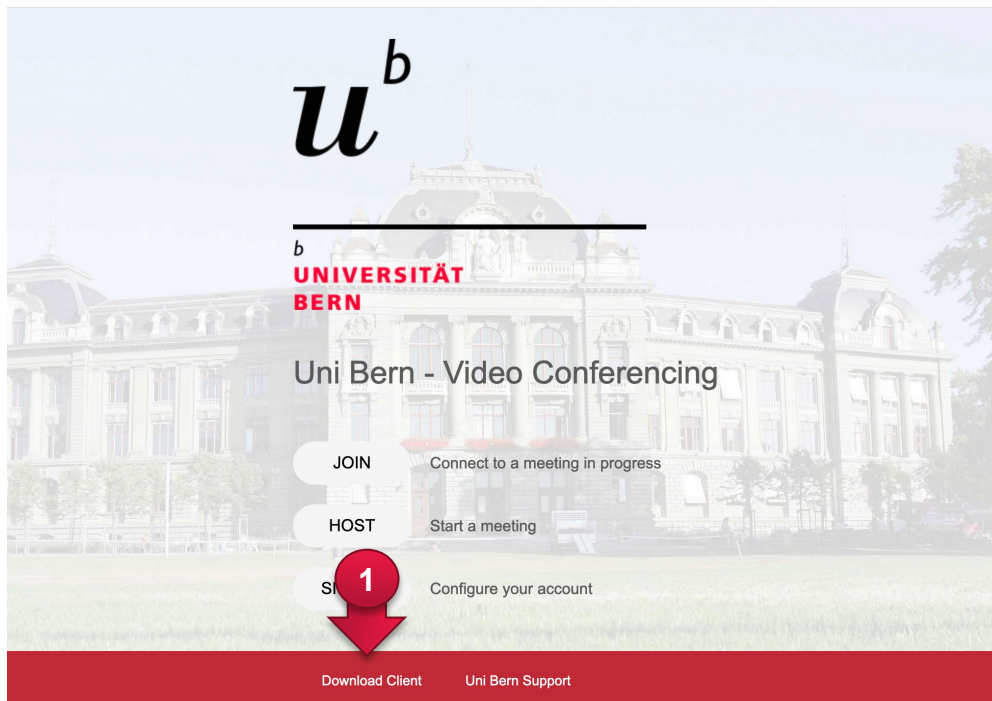 u^b
b
UNIVERSITÄT
BERN
Uni Bern - Video Conferencing
JOIN Connect to a meeting in progress
HOST Start a meeting
1
Configure your account
Download Client Uni Bern Support